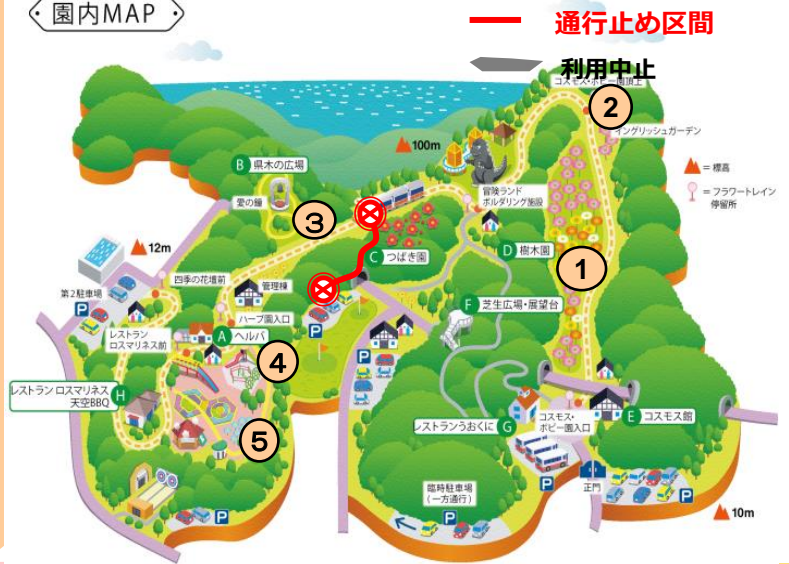 園内MAP
通行止め区間
利用中止
コスモス・ポピー園頂上
2
イングリッシュガーデン
100m
= 標高
= フラワートレイン
停留所
B 県木の広場
愛の鐘
3
冒険ランド
ボルダリング施設
12m
C つばき園
D 樹木園
1
四季の花壇前
管理棟
第2駐車場
P
F 芝生広場・展望台
ハーブ園入口
P
レストラン
ロスマリネス前
A ヘルバ
4
P
レストラン ロスマリネス
天空BBQ
H
コスモス・
ポピー園入口
E コスモス館
レストランうおくに G
5
臨時駐車場
(一方通行)
P
正門
P
P
P
10m